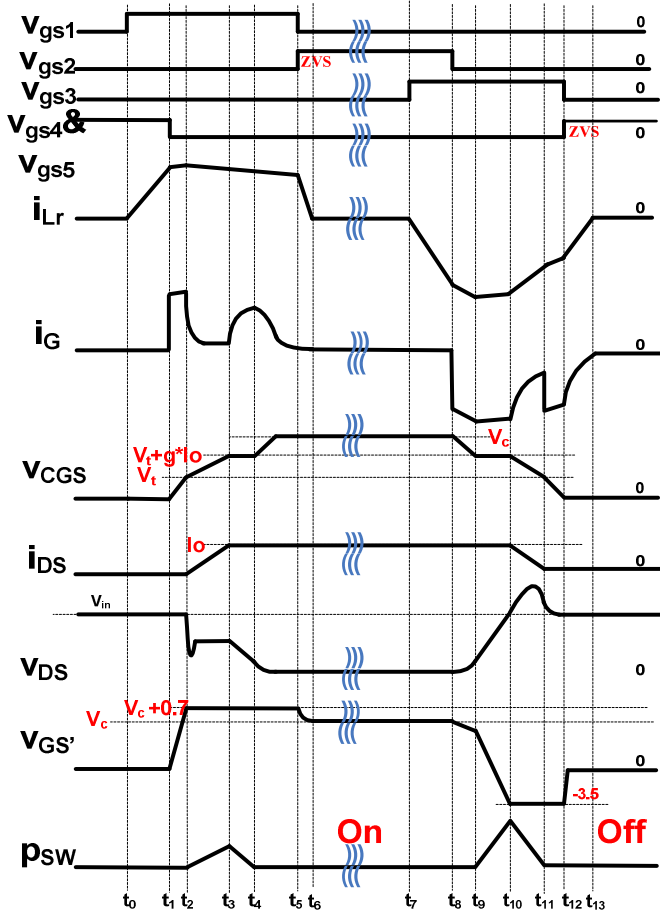 vgs1 0
vgs2 ZVS 0
vgs3 0
vgs4& ZVS 0
vgs5
iLr 0
iG 0
Vc
Vt+g*Io
vCGS Vt 0
Io
iDS 0
Vin
vDS 0
Vc Vc+0.7
vGS' 0
-3.5
On Off
pSW
t0 t1 t2 t3 t4 t5 t6 t7 t8 t9 t10 t11 t12 t13